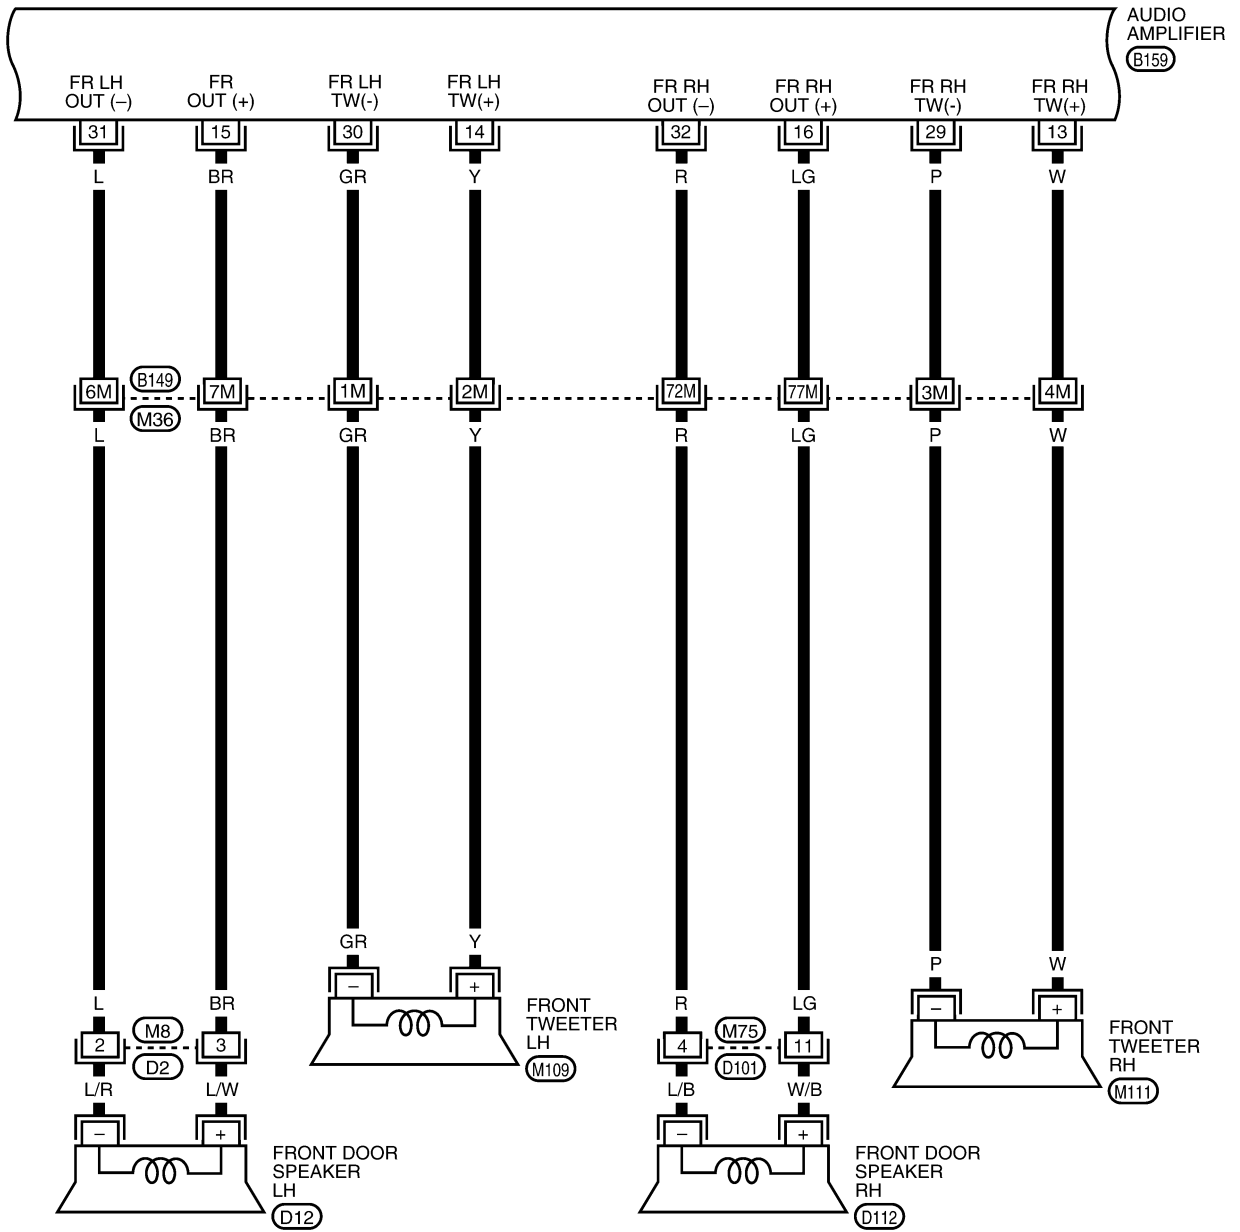 AUDIO
AMPLIFIER
B159
FR LH
OUT (–)
FR
OUT (+)
FR LH
TW(-)
FR LH
TW(+)
FR RH
OUT (–)
FR RH
OUT (+)
FR RH
TW(-)
FR RH
TW(+)
31 15 30 14 32 16 29 13
L BR GR Y R LG P W
6M B149 7M 1M 2M 72M 77M 3M 4M
M36
L BR GR Y R LG P W
GR Y
– +
FRONT
TWEETER
LH
M109
P W
– +
FRONT
TWEETER
RH
M111
L BR
2 M8 3
D2
L/R L/W
– +
FRONT DOOR
SPEAKER
LH
D12
R LG
4 M75 11
D101
L/B W/B
– +
FRONT DOOR
SPEAKER
RH
D112